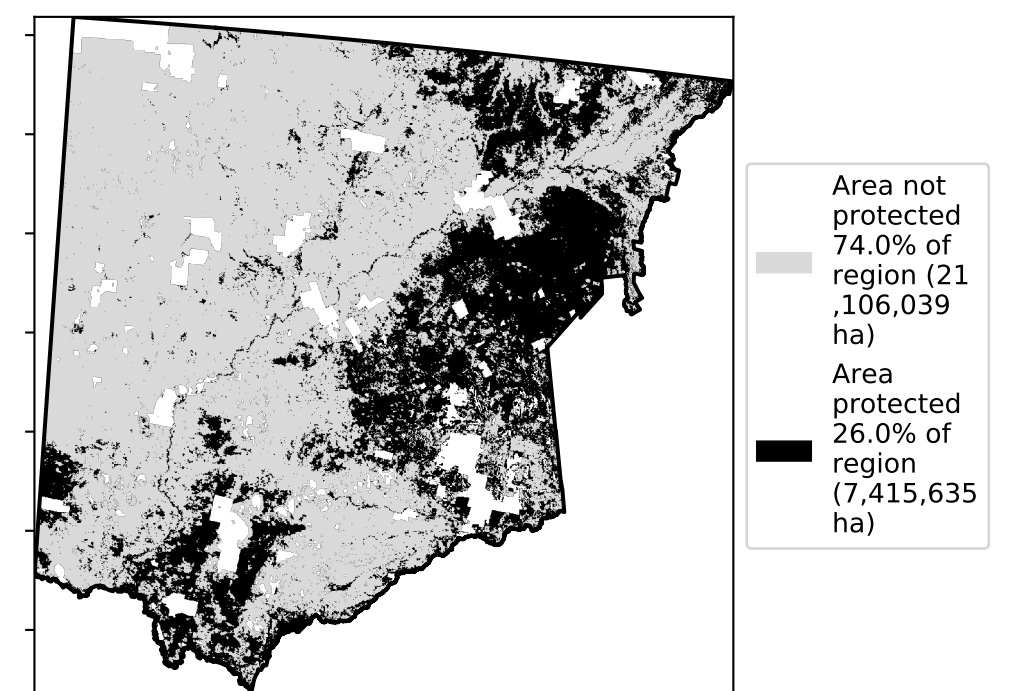 Area not
protected
74.0% of
region (21
,106,039
ha)
Area
protected
26.0% of
region
(7,415,635
ha)